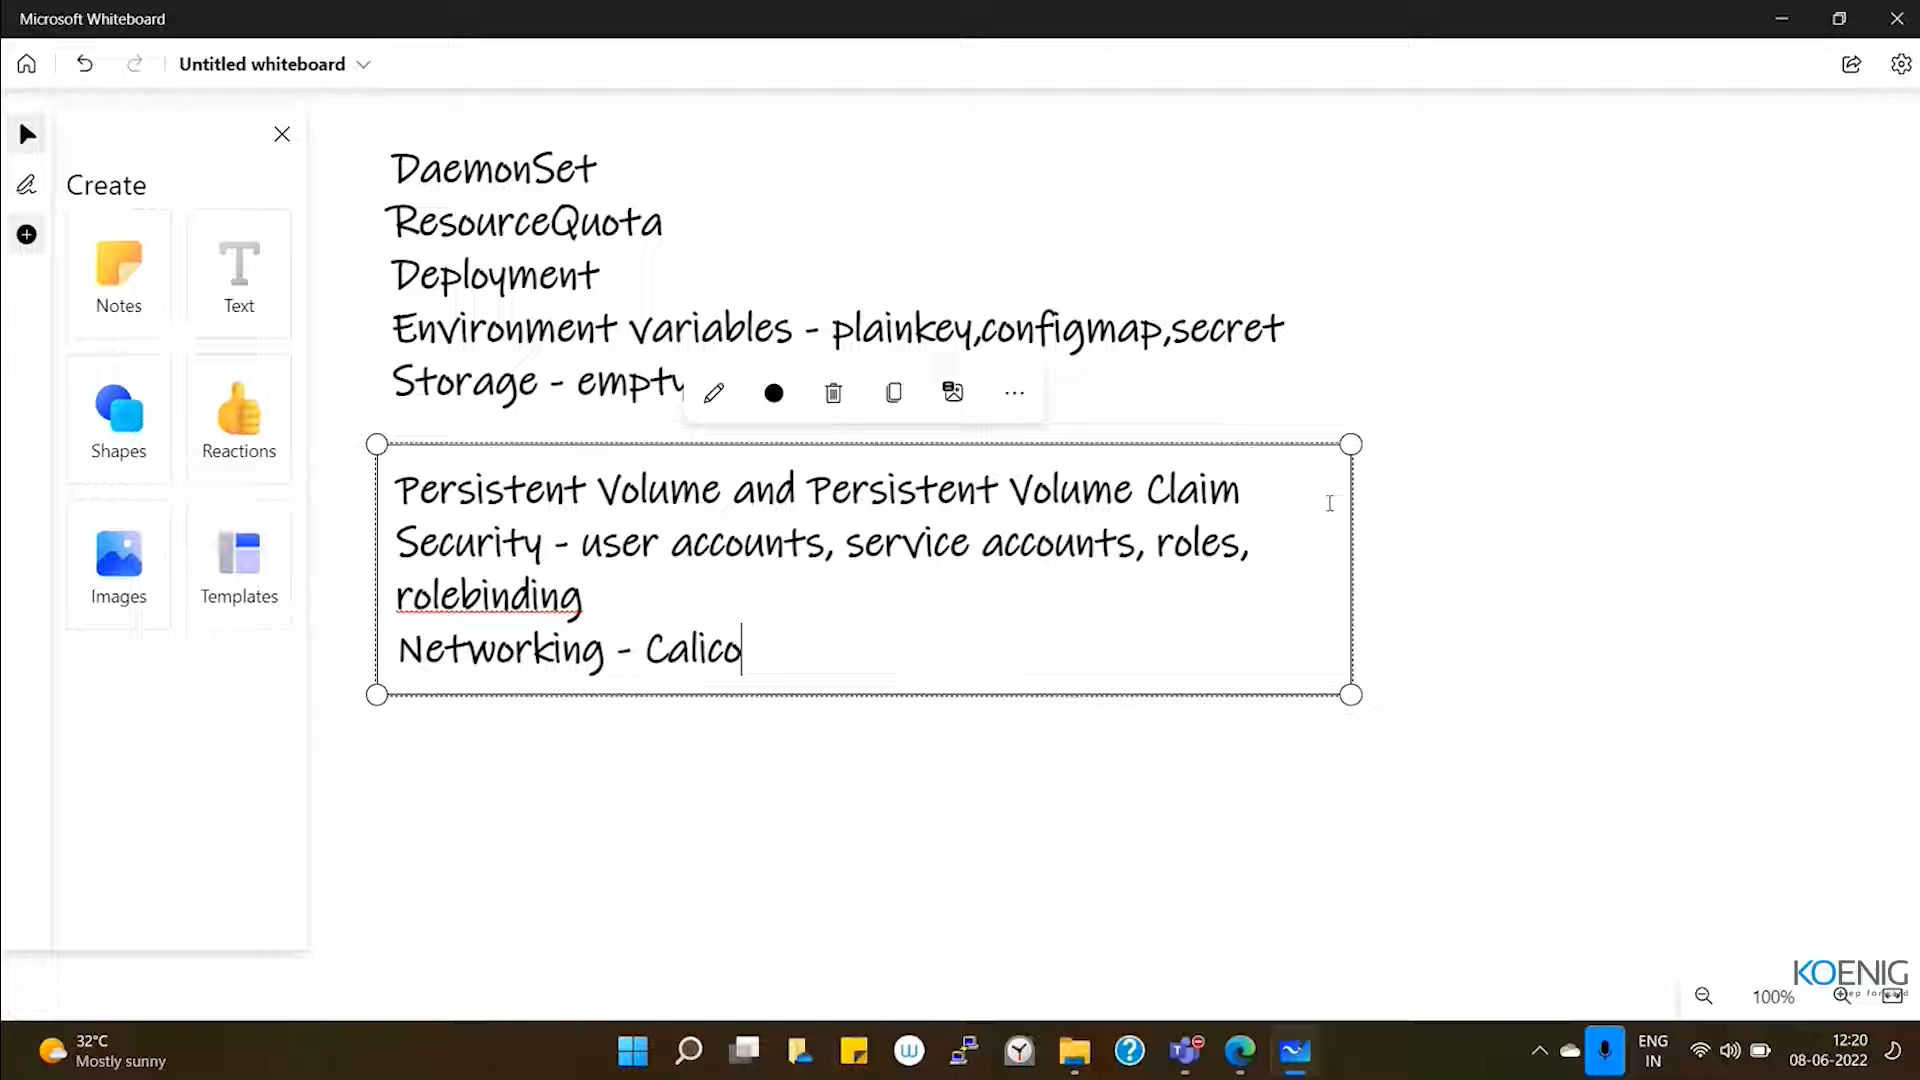 Microsoft Whiteboard
Untitled whiteboard
Create
Notes
Text
Shapes
Reactions
Images
Templates
DaemonSet
ResourceQuota
Deployment
Environment variables - plainkey,configmap,secret
Storage - empty
Persistent Volume and Persistent Volume Claim
Security - user accounts, service accounts, roles,
rolebinding
Networking - Calico
KOENIG
100%
32°C
Mostly sunny
ENG
IN
12:20
08-06-2022